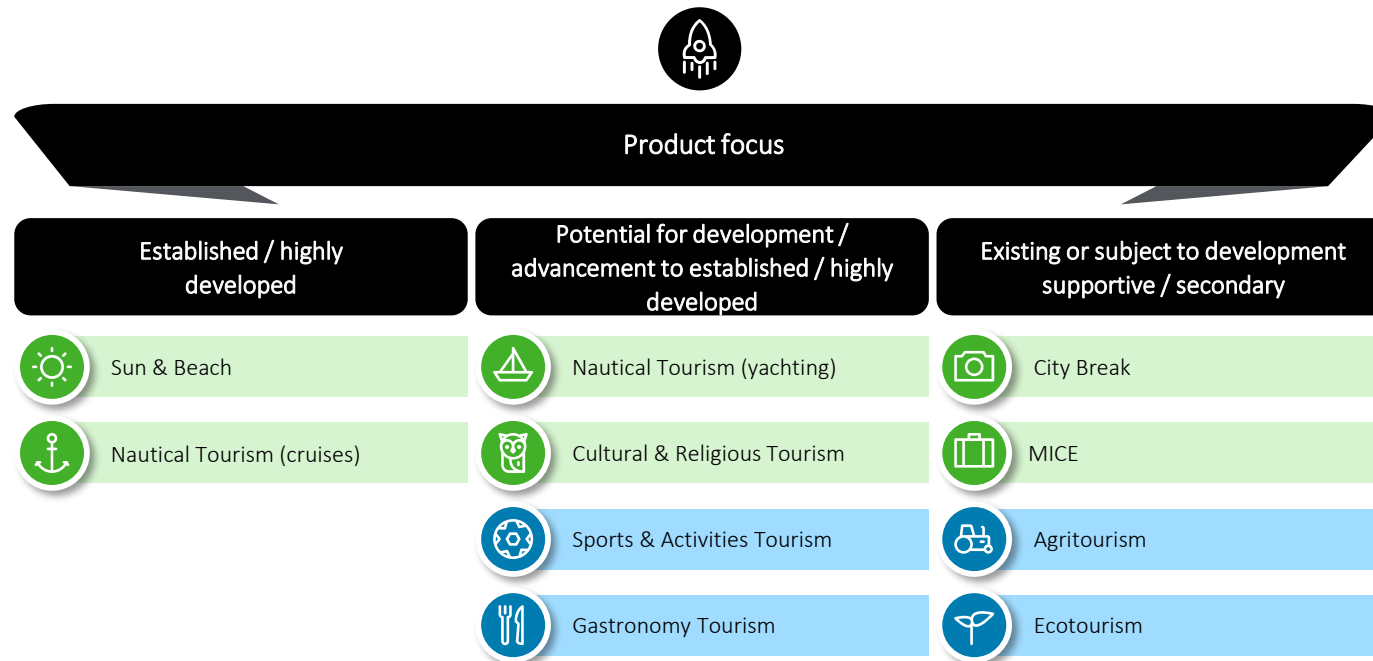 Product focus
Established / highly
developed
Potential for development /
advancement to established / highly
developed
Existing or subject to development
supportive / secondary
Sun & Beach
Nautical Tourism (cruises)
Nautical Tourism (yachting)
Cultural & Religious Tourism
Sports & Activities Tourism
Gastronomy Tourism
City Break
MICE
Agritourism
Ecotourism